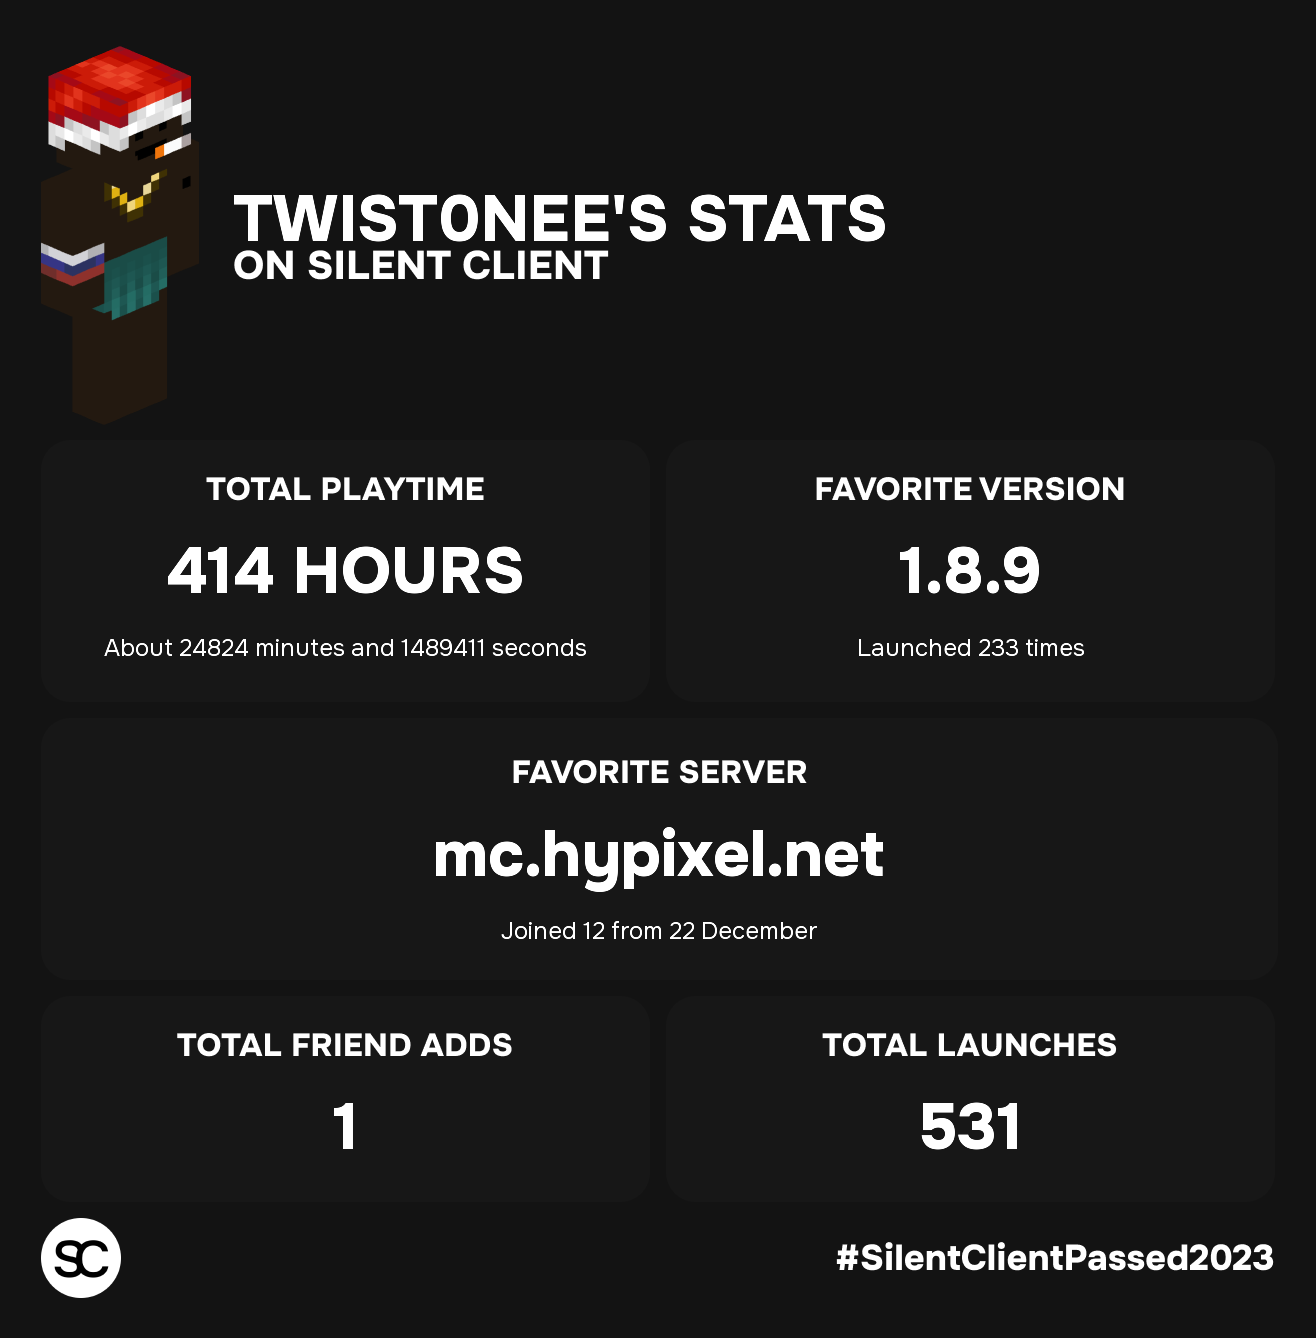 TWIST0NEE'S STATS
ON SILENT CLIENT
TOTAL PLAYTIME
414 HOURS
About 24824 minutes and 1489411 seconds
FAVORITE VERSION
1.8.9
Launched 233 times
FAVORITE SERVER
mc.hypixel.net
Joined 12 from 22 December
TOTAL FRIEND ADDS
1
TOTAL LAUNCHES
531
SC
#SilentClientPassed2023